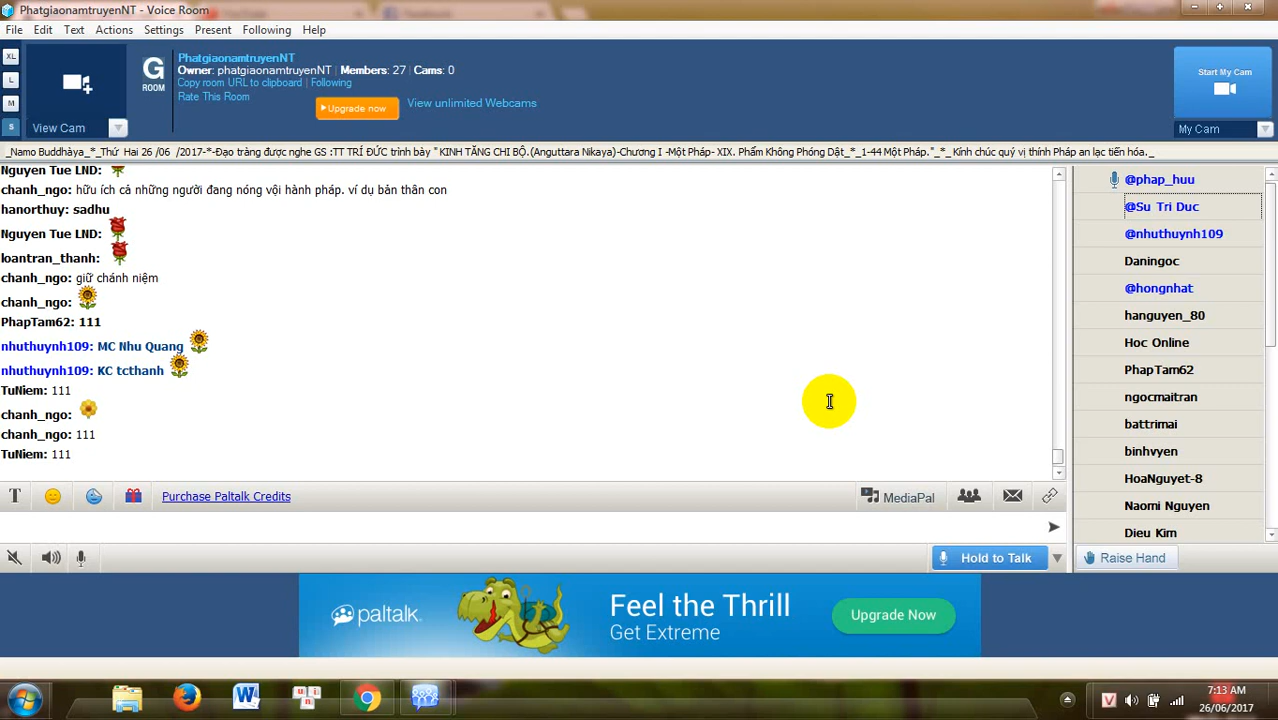 PhatgiaonamtruyenNT - Voice Room
File Edit Text Actions Settings Present Following Help
XL
L
M
S
View Cam
G
ROOM
PhatgiaonamtruyenNT
Owner: phatgiaonamtruyenNT | Members: 27 | Cams: 0
Copy room URL to clipboard | Following
Rate This Room
Upgrade now
View unlimited Webcams
Start My Cam
My Cam
_Namo Buddhàya_*_Thứ Hai 26 /06 /2017-*-Đạo tràng được nghe GS :TT TRÍ ĐỨC trình bày " KINH TĂNG CHI BỘ.(Anguttara Nikaya)-Chương I -Một Pháp- XIX. Phẩm Không Phóng Dật_*_1-44 Một Pháp."_*_ Kính chúc quý vị thính Pháp an lạc tiến hóa._
Nguyen Tue LND:
chanh_ngo: hữu ích cả những người đang nóng vội hành pháp. ví dụ bản thân con
hanorthuy: sadhu
Nguyen Tue LND:
loantran_thanh:
chanh_ngo: giữ chánh niệm
chanh_ngo:
PhapTam62: 111
nhuthuynh109: MC Nhu Quang
nhuthuynh109: KC tcthanh
TuNiem: 111
chanh_ngo:
chanh_ngo: 111
TuNiem: 111
@phap_huu
@Su Tri Duc
@nhuthuynh109
Daningoc
@hongnhat
hanguyen_80
Hoc Online
PhapTam62
ngocmaitran
battrimai
binhvyen
HoaNguyet-8
Naomi Nguyen
Dieu Kim
T
Purchase Paltalk Credits
MediaPal
Hold to Talk
Raise Hand
paltalk
Feel the Thrill
Get Extreme
Upgrade Now
V
7:13 AM
26/06/2017